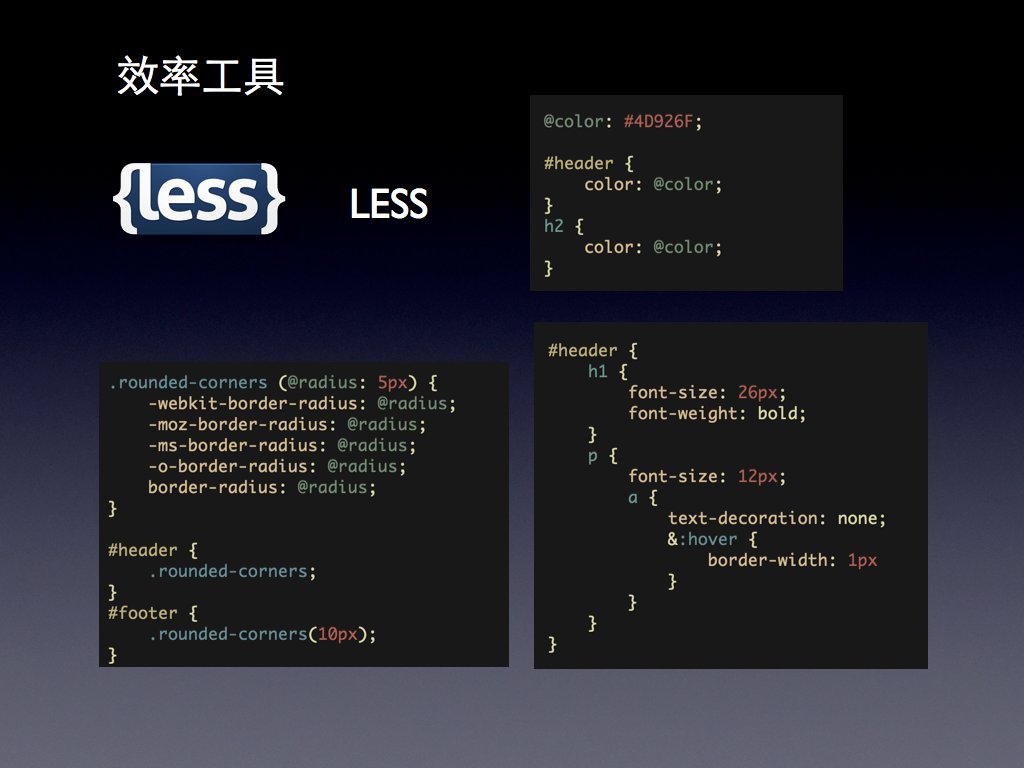 效率工具
{less}
LESS
@color: #4D926F;
#header {
    color: @color;
}
h2 {
    color: @color;
}
.rounded-corners (@radius: 5px) {
    -webkit-border-radius: @radius;
    -moz-border-radius: @radius;
    -ms-border-radius: @radius;
    -o-border-radius: @radius;
    border-radius: @radius;
}
#header {
    .rounded-corners;
}
#footer {
    .rounded-corners(10px);
}
#header {
    h1 {
        font-size: 26px;
        font-weight: bold;
    }
    p {
        font-size: 12px;
        a {
            text-decoration: none;
            &:hover {
                border-width: 1px
            }
        }
    }
}